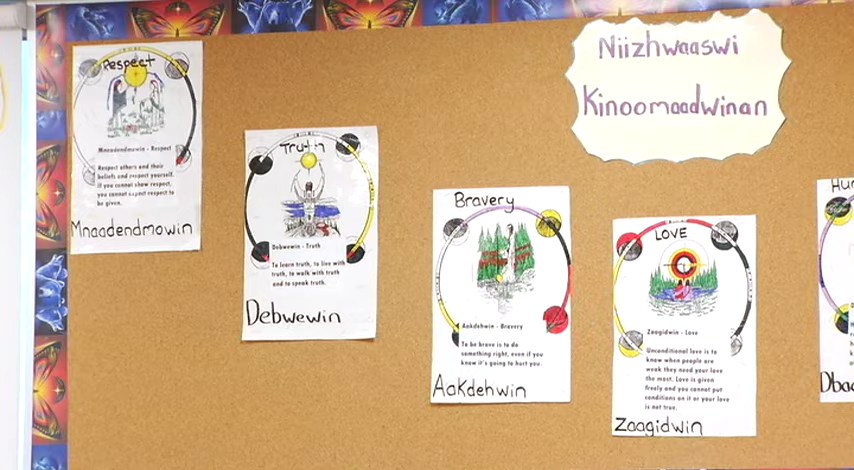 Niizhwaaswi
Kinoomaadwinan
Respect
Mnaadendmowin - Respect
Respect others and their
beliefs and respect yourself.
If you cannot show respect,
you cannot expect respect to
be given.
Mnaadendmowin
Truth
Debwewin - Truth
To learn truth, to live with
truth, to walk with truth
and to speak truth.
Debwewin
Bravery
Aakdehwin - Bravery
To be brave is to do
something right, even if you
know it's going to hurt you.
Aakdehwin
LOVE
Zaagidwin - Love
Unconditional love is to
know when people are
weak they need your love
the most. Love is given
freely and you cannot put
conditions on it or your love
is not true.
Zaagidwin